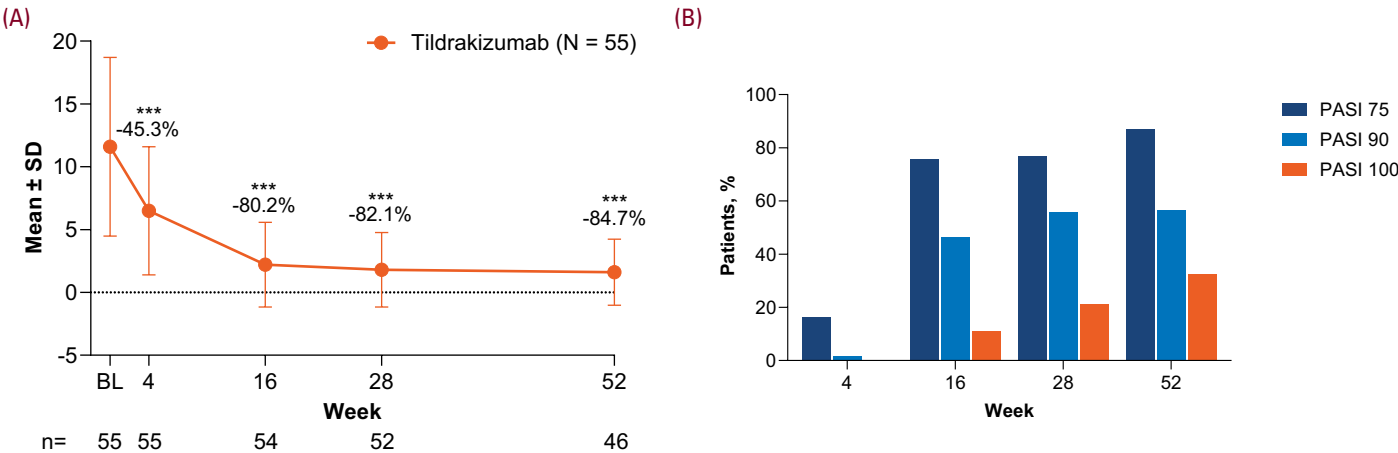 (A)
20
15
10
5
0
-5
Mean ± SD
Tildrakizumab (N = 55)
***
-45.3%
***
-80.2%
***
-82.1%
***
-84.7%
BL 4 16 28 52
Week
n= 55 55 54 52 46
(B)
100
80
60
40
20
0
Patients, %
4 16 28 52
Week
PASI 75
PASI 90
PASI 100